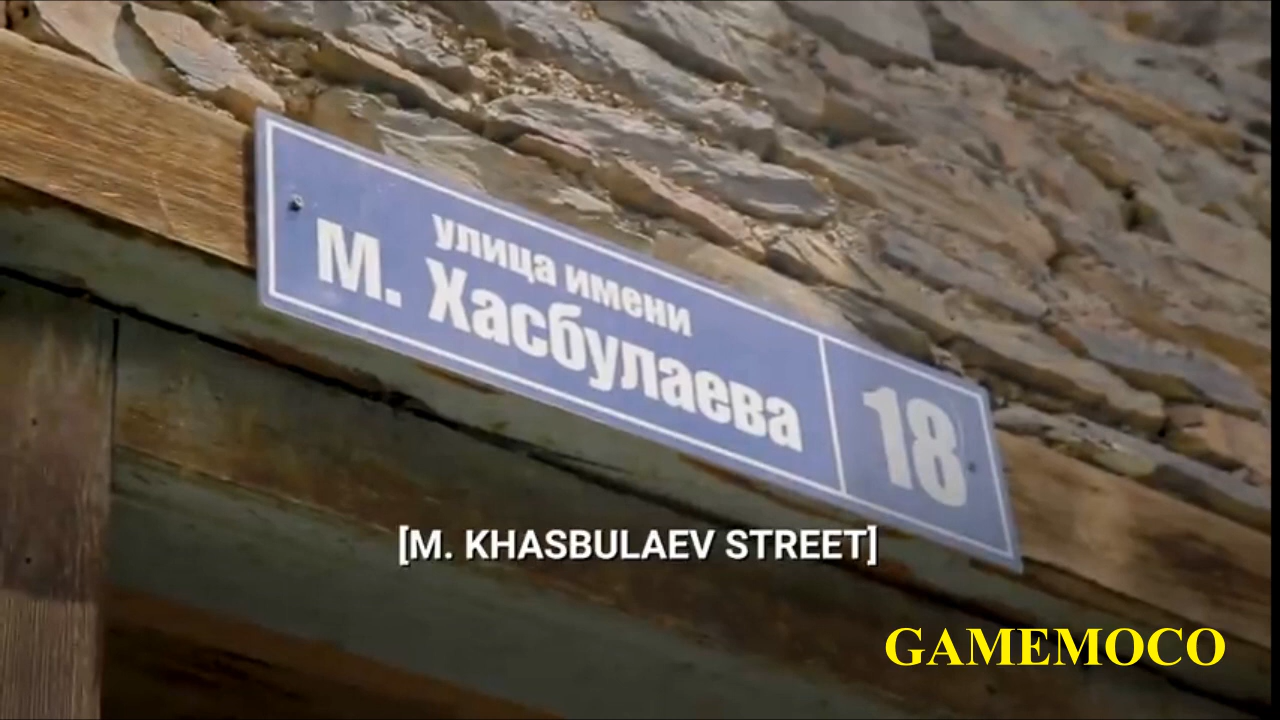 улица имени
М. Хасбулаева
18
[M. KHASBULAEV STREET]
GAMEMOCO